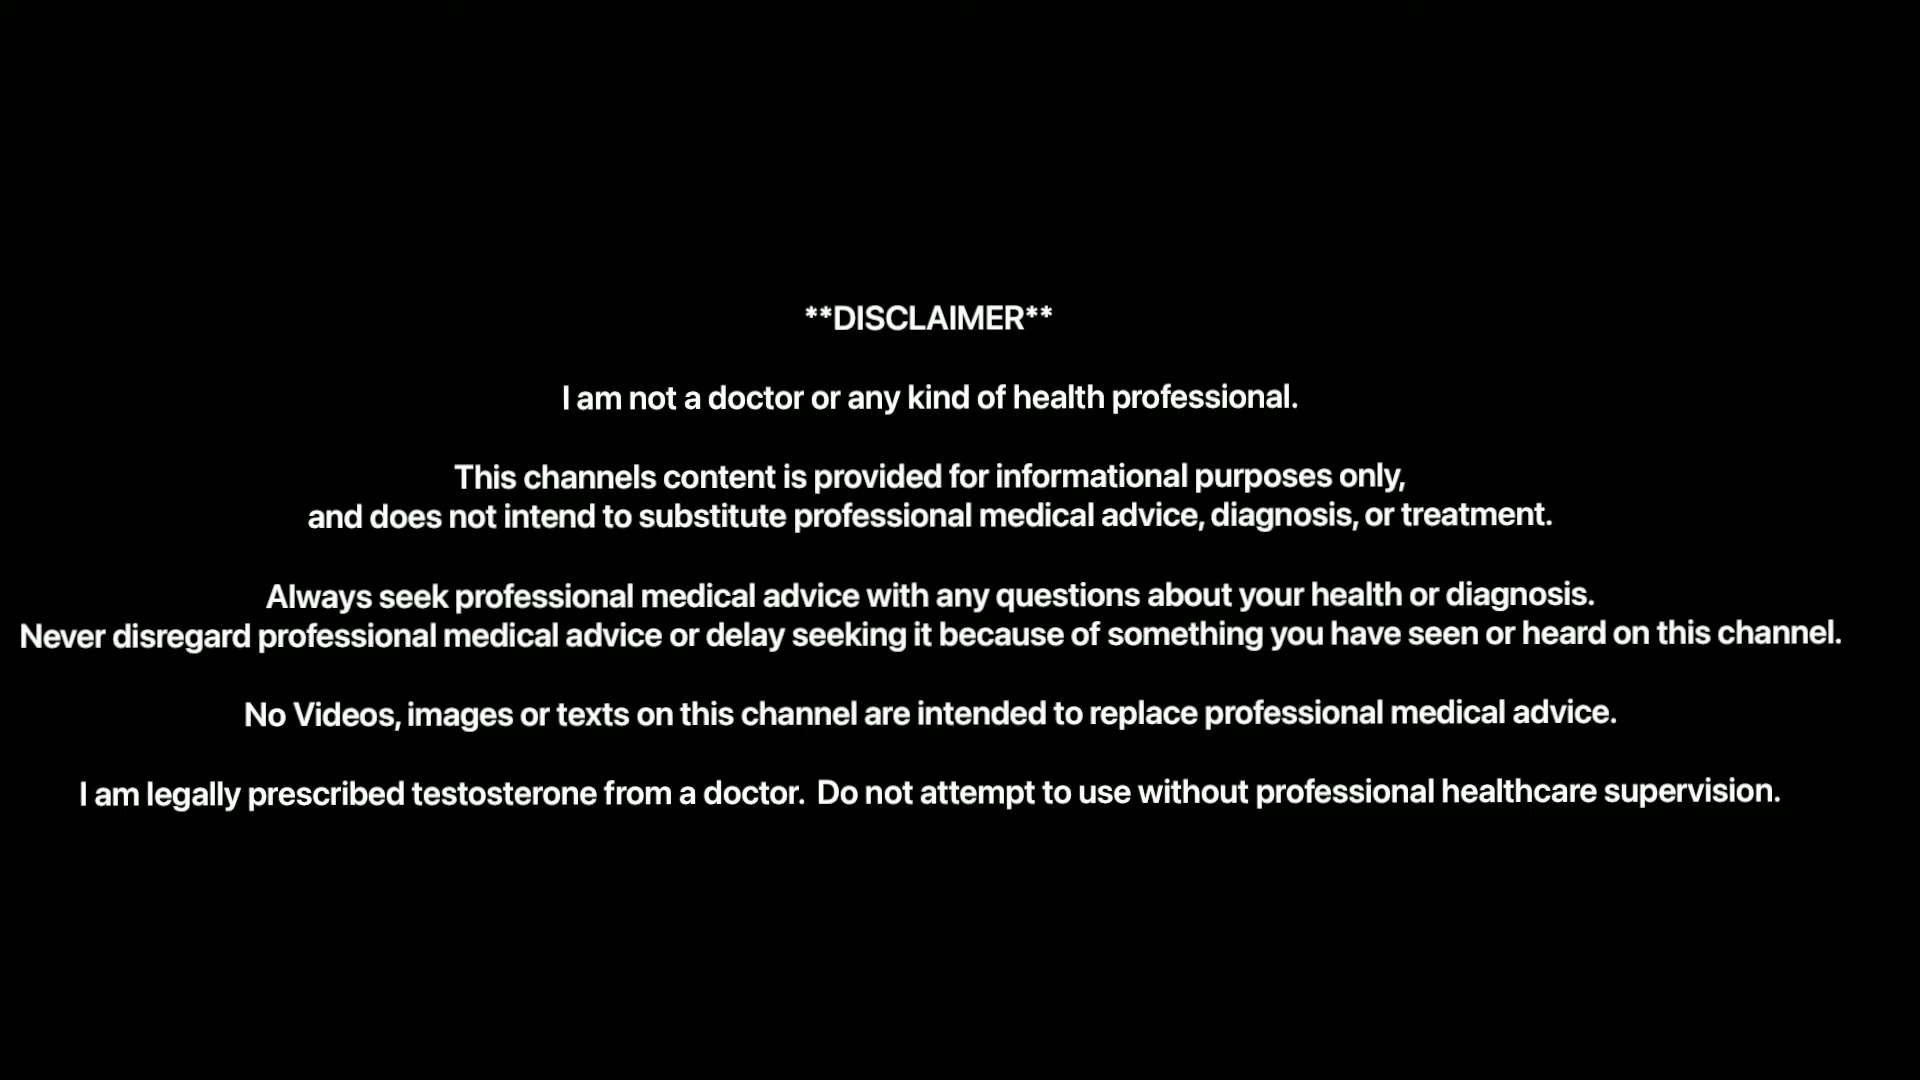 **DISCLAIMER**
I am not a doctor or any kind of health professional.
This channels content is provided for informational purposes only,
and does not intend to substitute professional medical advice, diagnosis, or treatment.
Always seek professional medical advice with any questions about your health or diagnosis.
Never disregard professional medical advice or delay seeking it because of something you have seen or heard on this channel.
No Videos, images or texts on this channel are intended to replace professional medical advice.
I am legally prescribed testosterone from a doctor.  Do not attempt to use without professional healthcare supervision.